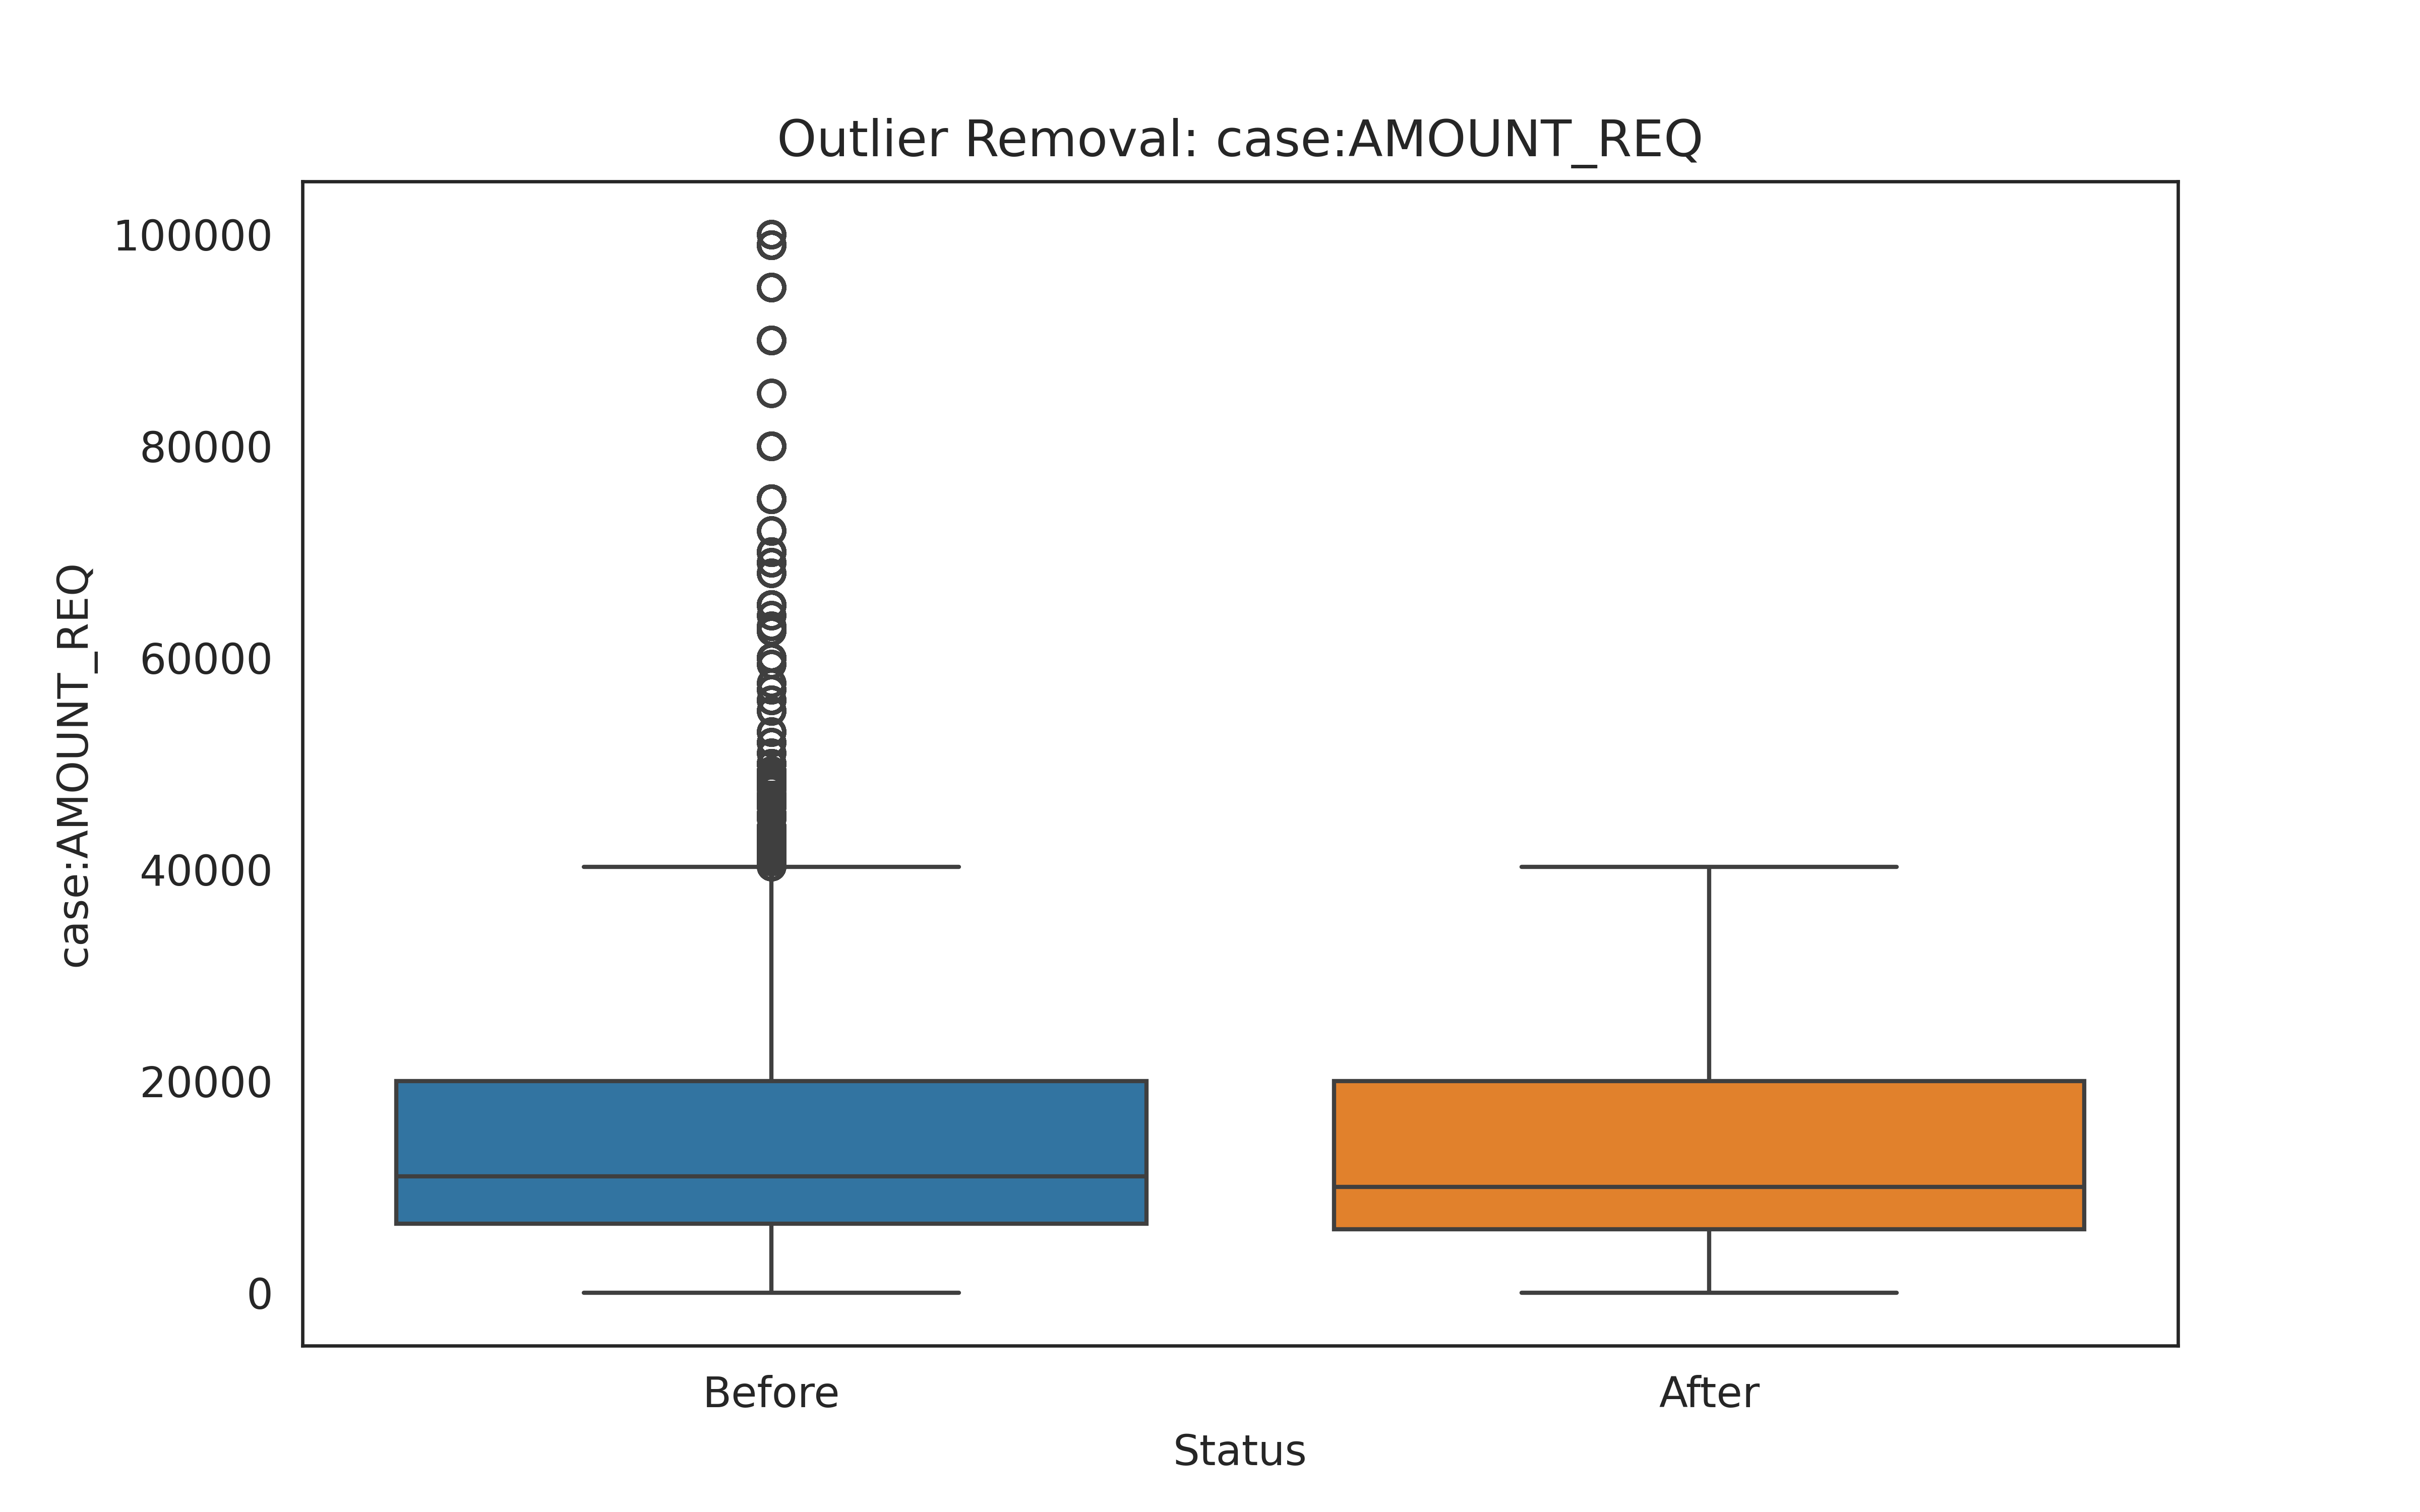 Outlier Removal: case:AMOUNT_REQ
case:AMOUNT_REQ
100000
80000
60000
40000
20000
0
Before
After
Status